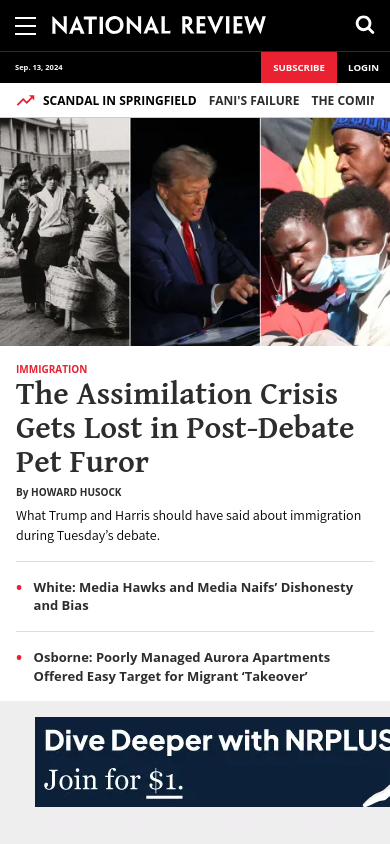 NATIONAL REVIEW
Sep. 13, 2024
SUBSCRIBE
LOGIN
SCANDAL IN SPRINGFIELD FANI'S FAILURE THE COMIN
IMMIGRATION
The Assimilation Crisis
Gets Lost in Post-Debate
Pet Furor
By HOWARD HUSOCK
What Trump and Harris should have said about immigration
during Tuesday’s debate.
• White: Media Hawks and Media Naifs’ Dishonesty
and Bias
• Osborne: Poorly Managed Aurora Apartments
Offered Easy Target for Migrant ‘Takeover’
Dive Deeper with NRPLUS
Join for $1.